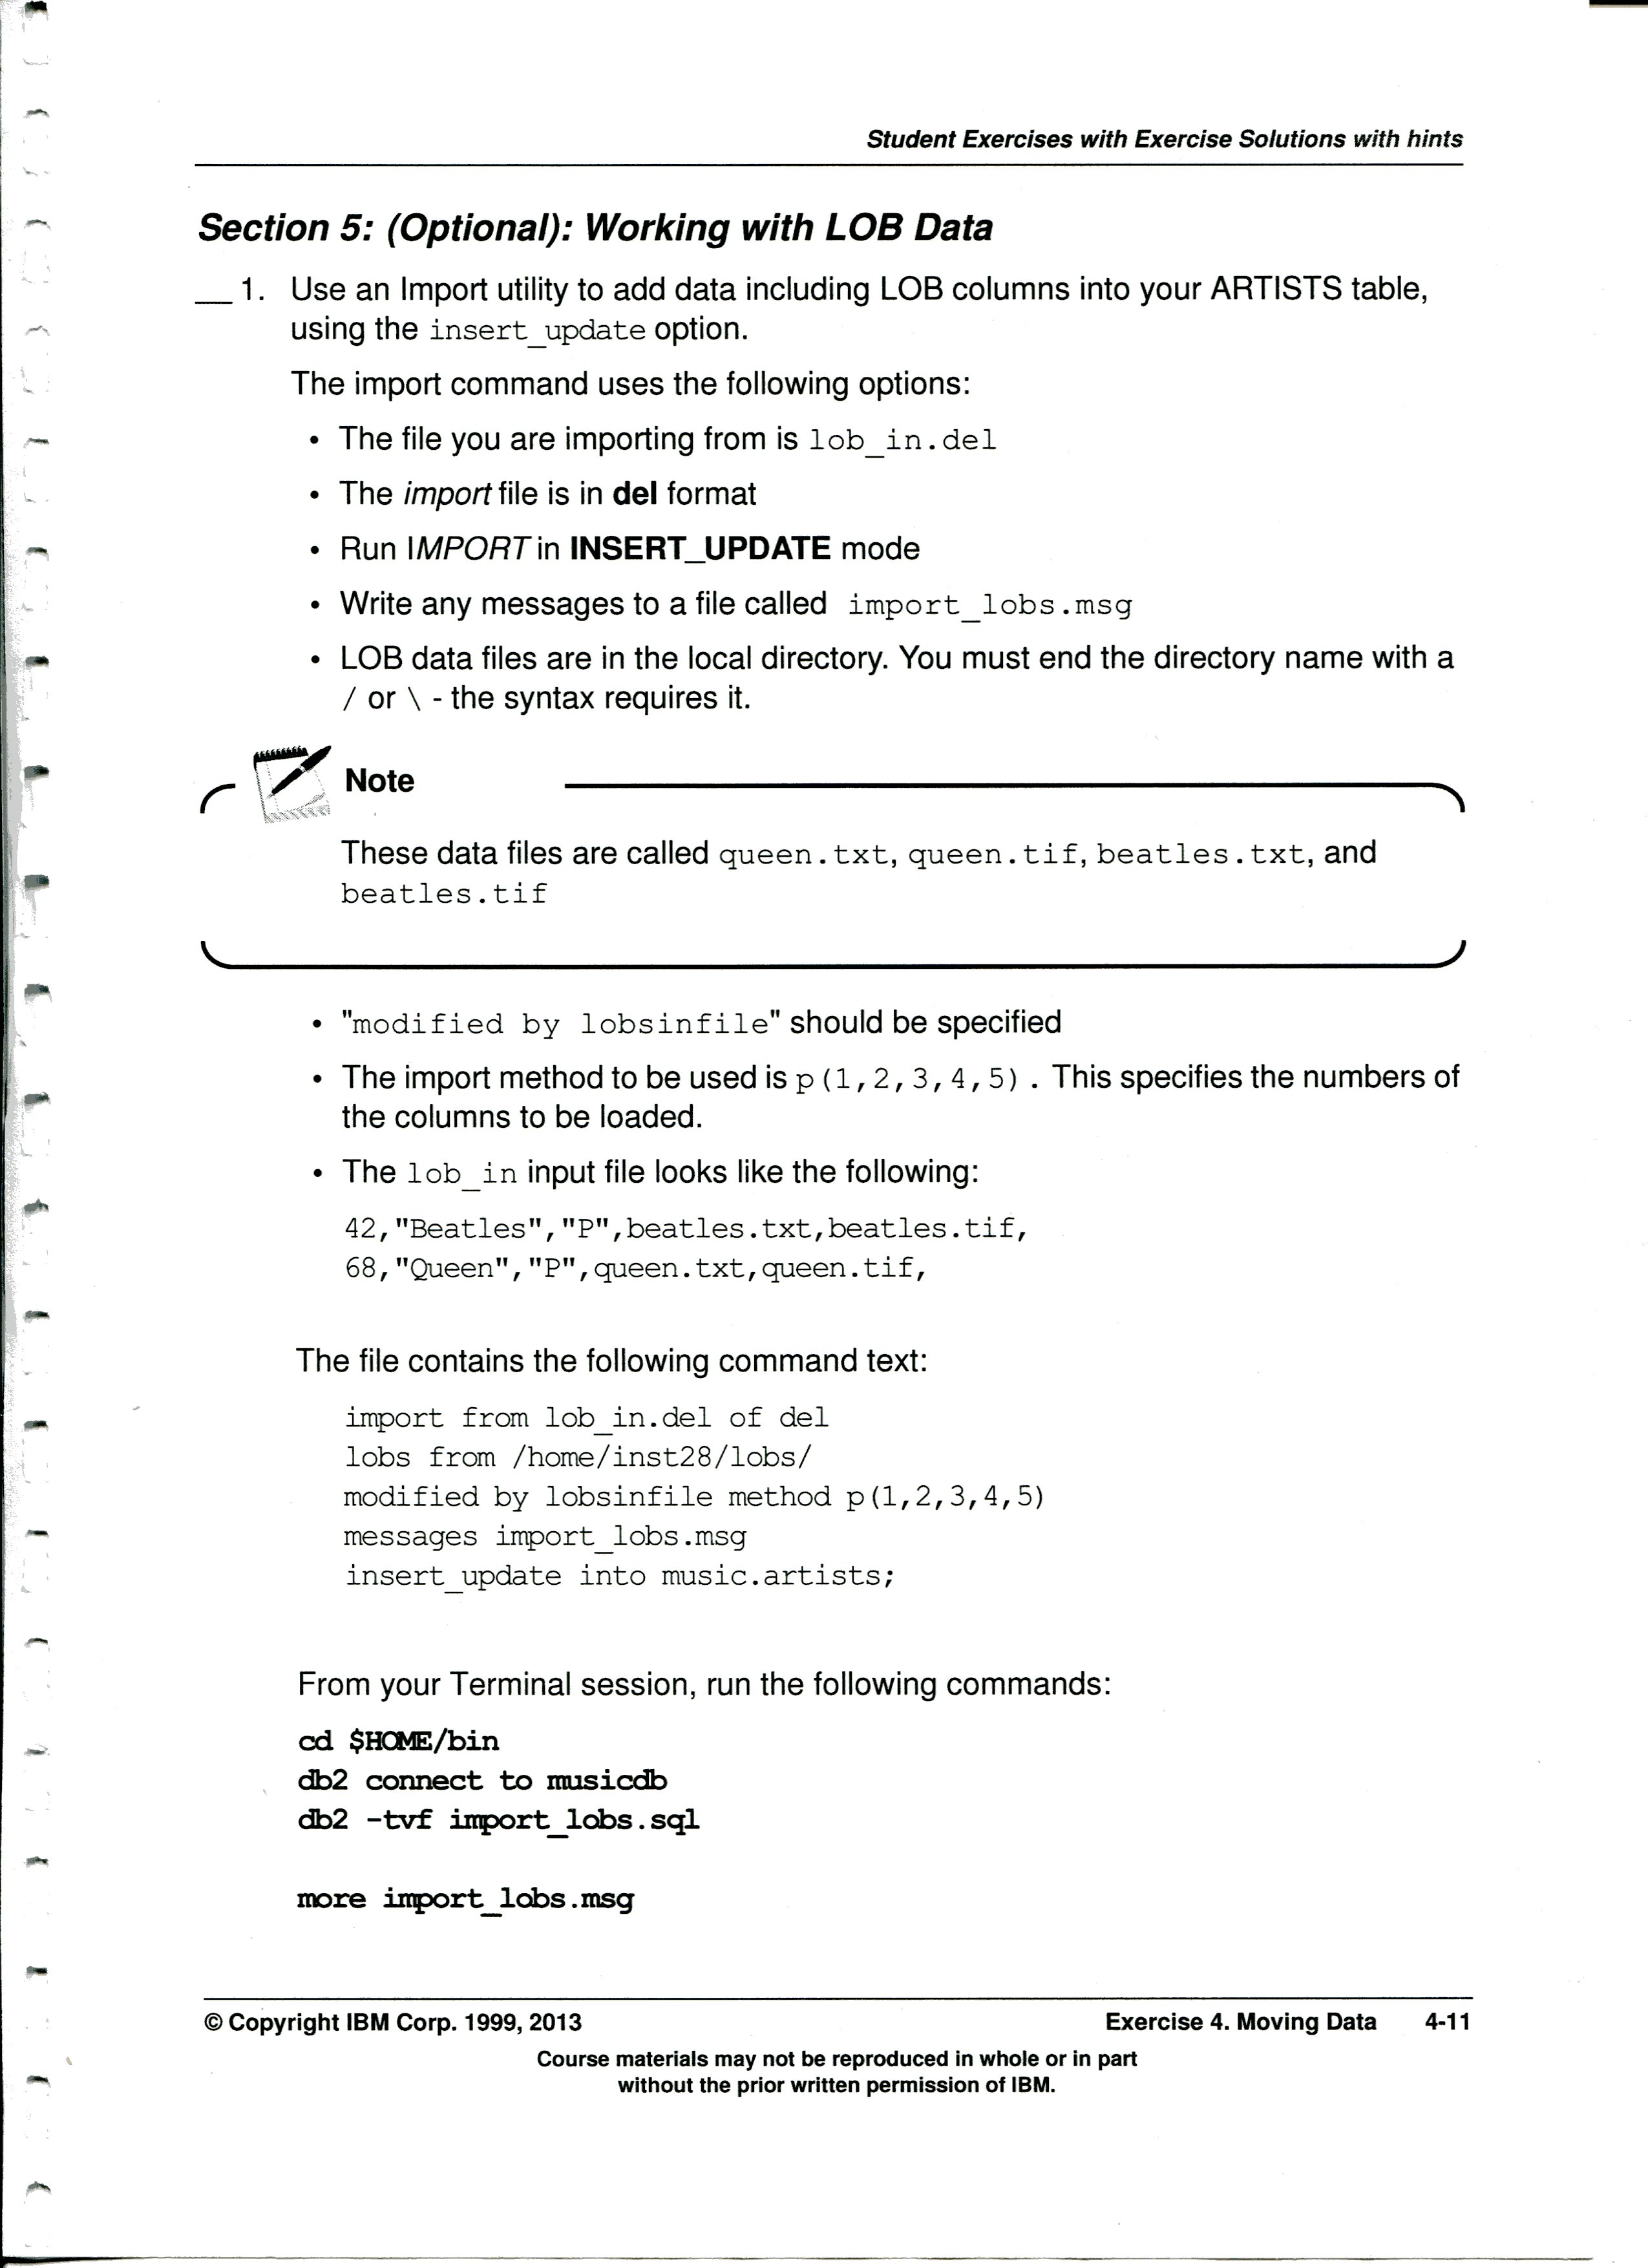 Student Exercises with Exercise Solutions with hints
Section 5: (Optional): Working with LOB Data
__ 1. Use an Import utility to add data including LOB columns into your ARTISTS table,
using the insert_update option.
The import command uses the following options:
• The file you are importing from is lob_in.del
• The import file is in del format
• Run IMPORT in INSERT_UPDATE mode
• Write any messages to a file called import_lobs.msg
• LOB data files are in the local directory. You must end the directory name with a
/ or \ - the syntax requires it.
Note
These data files are called queen.txt, queen.tif, beatles.txt, and
beatles.tif
• "modified by lobsinfile" should be specified
• The import method to be used is p(1,2,3,4,5). This specifies the numbers of
the columns to be loaded.
• The lob_in input file looks like the following:
42,"Beatles","P",beatles.txt,beatles.tif,
68,"Queen","P",queen.txt,queen.tif,
The file contains the following command text:
import from lob_in.del of del
lobs from /home/inst28/lobs/
modified by lobsinfile method p(1,2,3,4,5)
messages import_lobs.msg
insert_update into music.artists;
From your Terminal session, run the following commands:
cd $HOME/bin
db2 connect to musicdb
db2 -tvf import_lobs.sql
more import_lobs.msg
© Copyright IBM Corp. 1999, 2013 Exercise 4. Moving Data 4-11
Course materials may not be reproduced in whole or in part
without the prior written permission of IBM.